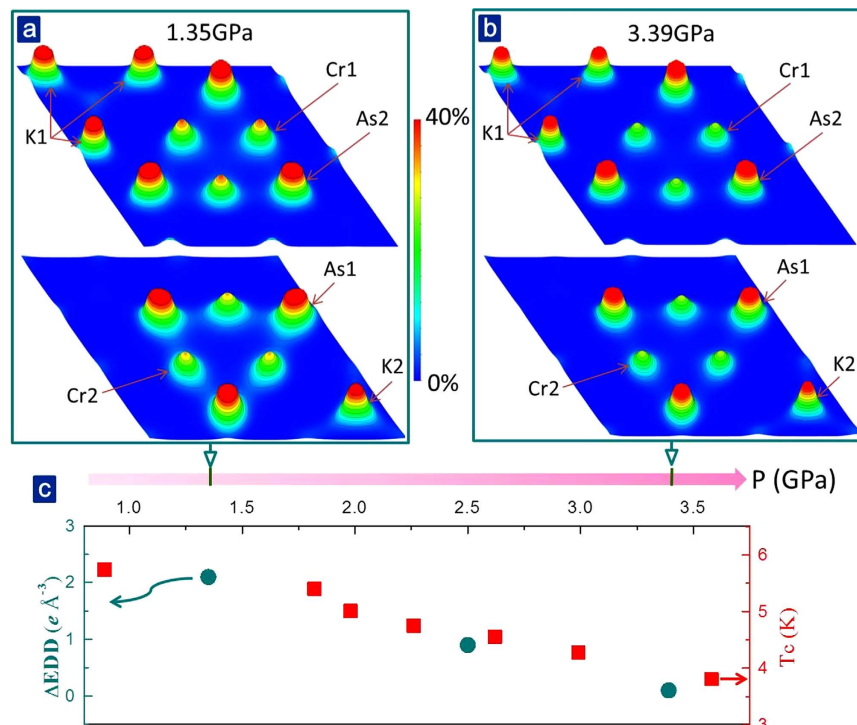 a
1.35GPa
K1
Cr1
As2
As1
Cr2
K2
40%
0%
b
3.39GPa
K1
Cr1
As2
As1
Cr2
K2
P (GPa)
c
1.0 1.5 2.0 2.5 3.0 3.5
ΔEDD (e Å⁻³)
3
2
1
0
6
5
4
3
Tc (K)